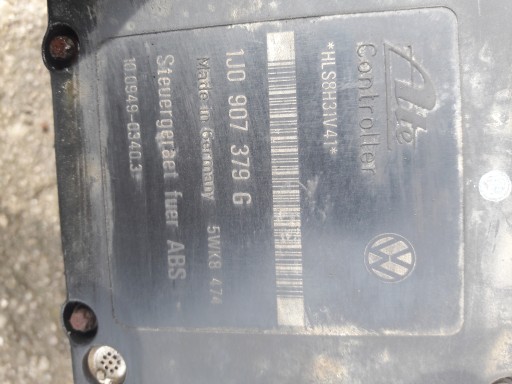 Ate
Controller
*HLS8H31V41*
1J0 907 379 G
Made in Germany 5WK8 474
Steuergeraet fuer ABS
10.0949-0340.3